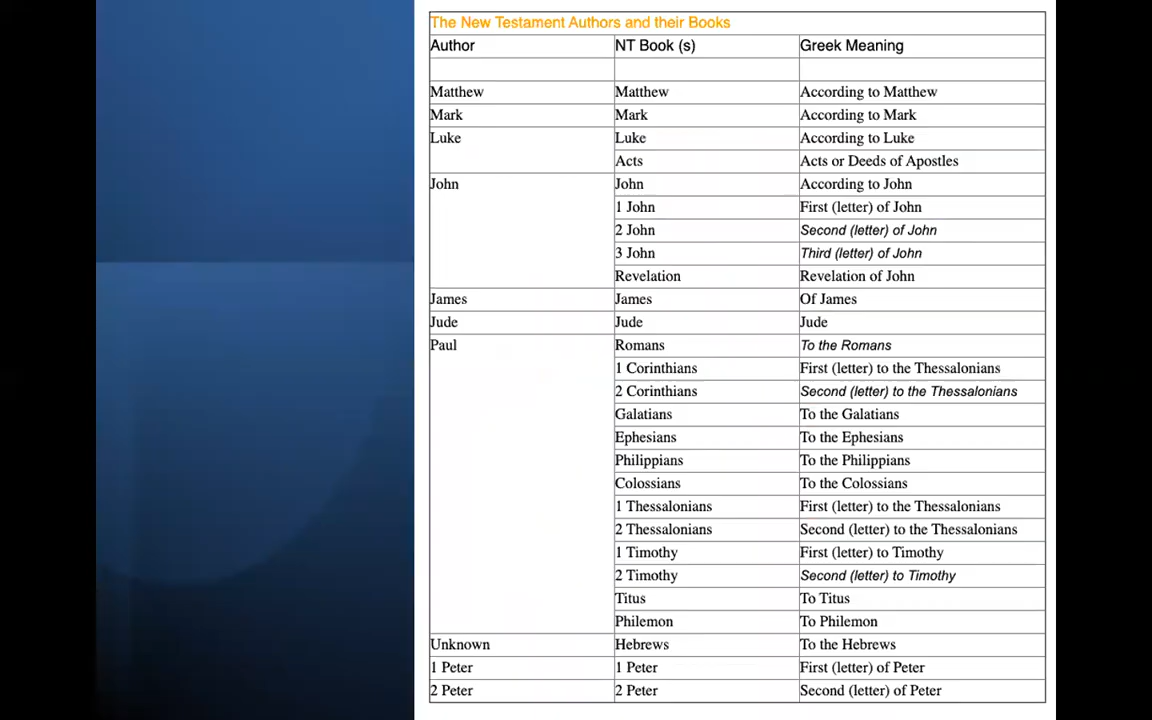 The New Testament Authors and their Books
Author NT Book (s) Greek Meaning
Matthew Matthew According to Matthew
Mark Mark According to Mark
Luke Luke According to Luke
Acts Acts or Deeds of Apostles
John John According to John
1 John First (letter) of John
2 John Second (letter) of John
3 John Third (letter) of John
Revelation Revelation of John
James James Of James
Jude Jude Jude
Paul Romans To the Romans
1 Corinthians First (letter) to the Thessalonians
2 Corinthians Second (letter) to the Thessalonians
Galatians To the Galatians
Ephesians To the Ephesians
Philippians To the Philippians
Colossians To the Colossians
1 Thessalonians First (letter) to the Thessalonians
2 Thessalonians Second (letter) to the Thessalonians
1 Timothy First (letter) to Timothy
2 Timothy Second (letter) to Timothy
Titus To Titus
Philemon To Philemon
Unknown Hebrews To the Hebrews
1 Peter 1 Peter First (letter) of Peter
2 Peter 2 Peter Second (letter) of Peter